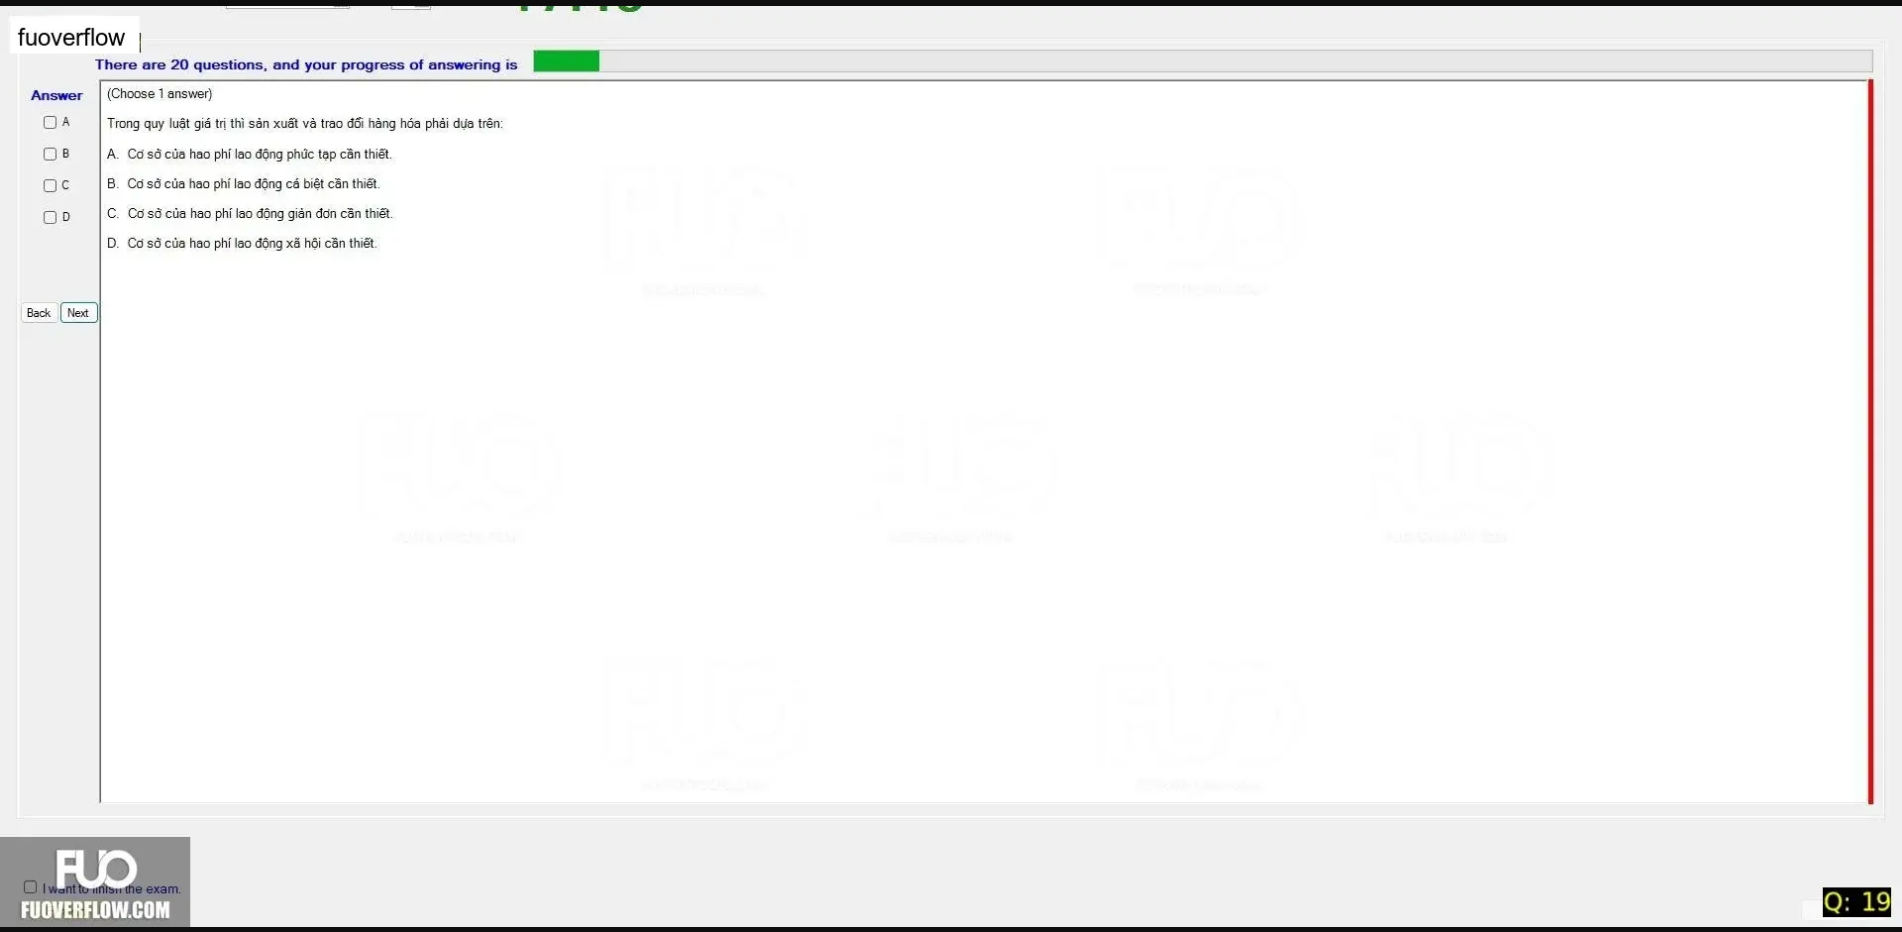 fuoverflow
There are 20 questions, and your progress of answering is
Answer
(Choose 1 answer)
A
Trong quy luật giá trị thì sản xuất và trao đổi hàng hóa phải dựa trên:
B
A. Cơ sở của hao phí lao động phức tạp cần thiết.
C
B. Cơ sở của hao phí lao động cá biệt cần thiết.
D
C. Cơ sở của hao phí lao động giản đơn cần thiết.
D. Cơ sở của hao phí lao động xã hội cần thiết.
Back Next
FUO
I want to finish the exam.
FUOVERFLOW.COM
Q: 19